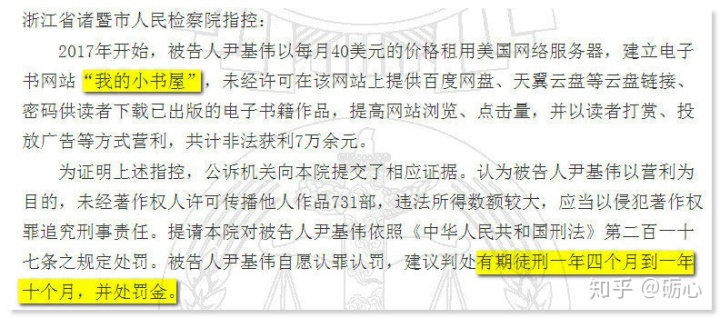 浙江省诸暨市人民检察院指控：
2017年开始，被告人尹基伟以每月40美元的价格租用美国网络服务器，建立电子
书网站“我的小书屋”，未经许可在该网站上提供百度网盘、天翼云盘等云盘链接、
密码供读者下载已出版的电子书籍作品，提高网站浏览、点击量，并以读者打赏、投
放广告等方式营利，共计非法获利7万余元。
为证明上述指控，公诉机关向本院提交了相应证据。认为被告人尹基伟以营利为
目的，未经著作权人许可传播他人作品731部，违法所得数额较大，应当以侵犯著作权
罪追究刑事责任。提请本院对被告人尹基伟依照《中华人民共和国刑法》第二百一十
七条之规定处罚。被告人尹基伟自愿认罪认罚，建议判处有期徒刑一年四个月到一年
十个月，并处罚金。
知乎 @砺心